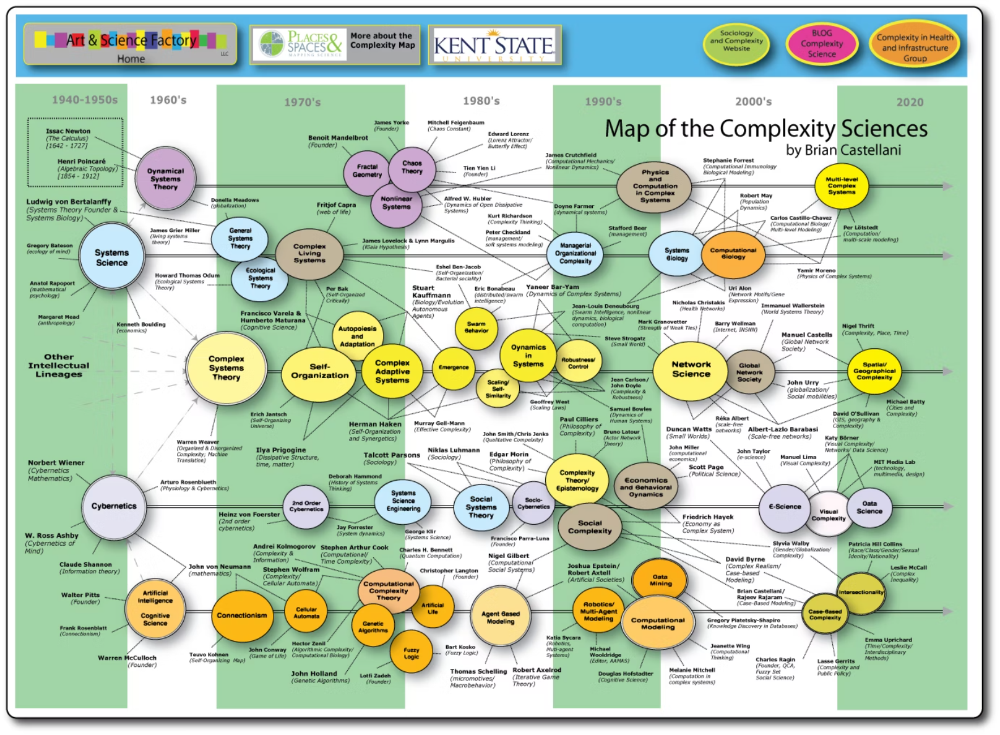 Art & Science Factory
LLC
Home
PLACES &
SPACES
MAPPING SCIENCE
More about the
Complexity Map
KENT STATE
UNIVERSITY
Sociology
and Complexity
Website
BLOG
Complexity
Science
Complexity in Health
and Infrastructure
Group
1940-1950s
1960's
1970's
1980's
1990's
2000's
2020
Map of the Complexity Sciences
by Brian Castellani
Issac Newton
(The Calculus)
[1642 - 1727]
Henri Poincaré
(Algebraic Topology)
[1854 - 1912]
Dynamical
Systems
Theory
Benoit Mandelbrot
(Founder)
James Yorke
(Founder)
Mitchell Feigenbaum
(Chaos Constant)
Edward Lorenz
(Lorenz Attractor/
Butterfly Effect)
Fractal
Geometry
Chaos
Theory
Nonlinear
Systems
Tien Yien Li
(Founder)
Alfred W. Hubler
(Dynamics of Open Dissipative
Systems)
James Crutchfield
(Computational Mechanics/
Nonlinear Dynamics)
Doyne Farmer
(dynamical systems)
Physics
and
Computation
in Complex
Systems
Stephanie Forrest
(Computational Immunology
Biological Modeling)
Robert May
(Population
Dynamics)
Carlos Castillo-Chavez
(Computational Biology/
Multi-level Modeling)
Multi-level
Complex
Systems
Per Lötstedt
(Computation/
multi-scale modeling)
Ludwig von Bertalanffy
(Systems Theory Founder &
Systems Biology)
Gregory Bateson
(ecology of mind)
Systems
Science
Anatol Rapoport
(mathematical
psychology)
Margaret Mead
(anthropology)
Kenneth Boulding
(economics)
Donella Meadows
(globalization)
James Grier Miller
(living systems
theory)
General
Systems
Theory
Howard Thomas Odum
(Ecological Systems
Theory)
Ecological
Systems
Theory
Fritjof Capra
(web of life)
Complex
Living
Systems
James Lovelock & Lynn Margulis
(Gaia Hypothesis)
Kurt Richardson
(Complexity Thinking)
Peter Checkland
(management/
soft systems modeling)
Stafford Beer
(management)
Managerial
Organizational
Complexity
Systems
Biology
Computational
Biology
Yamir Moreno
(Physics of Complex Systems)
Uri Alon
(Network Motifs/Gene
Expression)
Other
Intellectual
Lineages
Complex
Systems
Theory
Warren Weaver
(Organized & Disorganized
Complexity; Machine
Translation)
Francisco Varela &
Humberto Maturana
(Cognitive Science)
Per Bak
(Self-Organized
Critically)
Autopoiesis
and
Adaptation
Self-
Organization
Complex
Adaptive
Systems
Erich Jantsch
(Self-Organizing
Universe)
Ilya Prigogine
(Dissipative Structure,
time, matter)
Herman Haken
(Self-Organization
and Synergetics)
Stuart
Kauffmann
(Biology/Evolution
Autonomous
Agents)
Eshel Ben-Jacob
(Self-Organization/
Bacterial sociality)
Eric Bonabeau
(distributed/swarm
intelligence)
Yaneer Bar-Yam
(Dynamics of Complex Systems)
Swarm
Behavior
Emergence
Murray Gell-Mann
(Effective Complexity)
Scaling/
Self-
Similarity
Dynamics
in
Systems
Robustness/
Control
Geoffrey West
(Scaling Laws)
Jean-Louis Deneubourg
(Swarm Intelligence, nonlinear
dynamics, biological
computation)
Steve Strogatz
(Small World)
Jean Carlson/
John Doyle
(Complexity &
Robustness)
Samuel Bowles
(Dynamics of
Human Systems)
Nicholas Christakis
(Health Networks)
Mark Granovetter
(Strength of Weak Ties)
Barry Wellman
(Internet, INSNN)
Immanuel Wallerstein
(World Systems Theory)
Manuel Castells
(Global Network
Society)
Network
Science
Global
Network
Society
Nigel Thrift
(Complexity, Place, Time)
Spatial/
Geographical
Complexity
John Urry
(globalization/
Social mobilities)
Michael Batty
(Cities and
Complexity)
David O'Sullivan
(GIS, geography &
Complexity)
Duncan Watts
(Small Worlds)
Rèka Albert
(scale-free
networks)
Albert-Lazlo Barabasi
(Scale-free networks)
Norbert Wiener
(Cybernetics
Mathematics)
Arturo Rosenblueth
(Physiology & Cybernetics)
Cybernetics
W. Ross Ashby
(Cybernetics of
Mind)
Claude Shannon
(Information theory)
Heinz von Foerster
(2nd order
cybernetics)
2nd Order
Cybernetics
Deborah Hammond
(History of Systems
Thinking)
Jay Forrester
(System dynamics)
Systems
Science
Engineering
George Klir
(Systems Science)
Talcott Parsons
(Sociology)
Niklas Luhmann
(Sociology)
Social
Systems
Theory
John Smith/Chris Jenks
(Qualitative Compelxity)
Edgar Morin
(Philosophy of
Complexity)
Socio-
Cybernetics
Francisco Parra-Luna
(Founder)
Paul Cilliers
(Philosophy of
Complexity)
Bruno Latour
(Actor Network
Theory)
Complexity
Theory/
Epistemology
Economics
and Behavioral
Dynamics
Social
Complexity
John Miller
(computational
economics)
Scott Page
(Political Science)
Friedrich Hayek
(Economy as
Complex System)
John Taylor
(e-science)
Manuel Lima
(Visual Complexity)
Katy Börner
(Visual Complexity/
Networks/ Data Science)
MIT Media Lab
(technology,
multimedia, design)
E-Science
Visual
Complexity
Data
Science
John von Neumann
(mathematics)
Walter Pitts
(Founder)
Artificial
Intelligence
Cognitive
Science
Frank Rosenblatt
(Connectionism)
Warren McCulloch
(Founder)
Connectionism
Teuvo Kohnen
(Self-Organizing Map)
Andrei Kolmogorov
(Complexity &
Information)
Stephen Wolfram
(Complexity/
Cellular Automata)
Stephen Arthur Cook
(Computational/
Time Complexity)
Cellular
Automata
John Conway
(Game of Life)
Hector Zenil
(Algorithmic Complexity/
Computational Biology)
John Holland
(Genetic Algorithms)
Computational
Complexity
Theory
Genetic
Algorithms
Charles H. Bennett
(Quantum Computation)
Christopher Langton
(Founder)
Artificial
Life
Fuzzy
Logic
Lotfi Zadeh
(Founder)
Bart Kosko
(Fuzzy Logic)
Nigel Gilbert
(Computational
Social Systems)
Agent Based
Modeling
Thomas Schelling
(micromotives/
Macrobehavior)
Robert Axelrod
(Iterative Game
Theory)
Joshua Epstein/
Robert Axtell
(Artificial Societies)
Robotics/
Multi-Agent
Modeling
Katia Sycara
(Robotics,
Muti-agent
Systems)
Michael
Wooldridge
(Editor, AAMAS)
Data
Mining
Computational
Modeling
Douglas Hofstadter
(Cognitive Science)
Melanie Mitchell
(Computation in
complex systems)
Jeanette Wing
(Computational
Thinking)
Gregory Piatetsky-Shapiro
(Knowledge Discovery in Databases)
David Byrne
(Complex Realism/
Case-based
Modeling)
Brian Castellani/
Rajeev Rajaram
(Case-Based Modeling)
Slyvia Walby
(Gender/Globalization/
Complexity)
Patricia Hill Collins
(Race/Class/Gender/Sexual
Idenity/Nationality)
Leslie McCall
(Complex
Inequality)
Intersectionality
Case-Based
Complexity
Charles Ragin
(Founder, QCA,
Fuzzy Set
Social Science)
Lasse Gerrits
(Complexity and
Public Policy)
Emma Uprichard
(Time/Complexity/
Interdisciplinary
Methods)